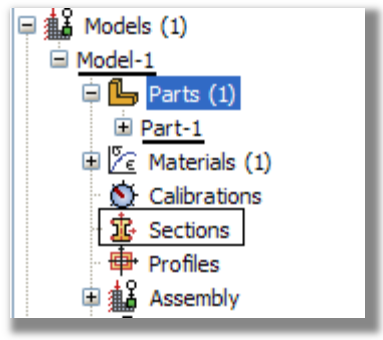 Models (1)
Model-1
Parts (1)
Part-1
σ ε Materials (1)
Calibrations
Sections
Profiles
Assembly